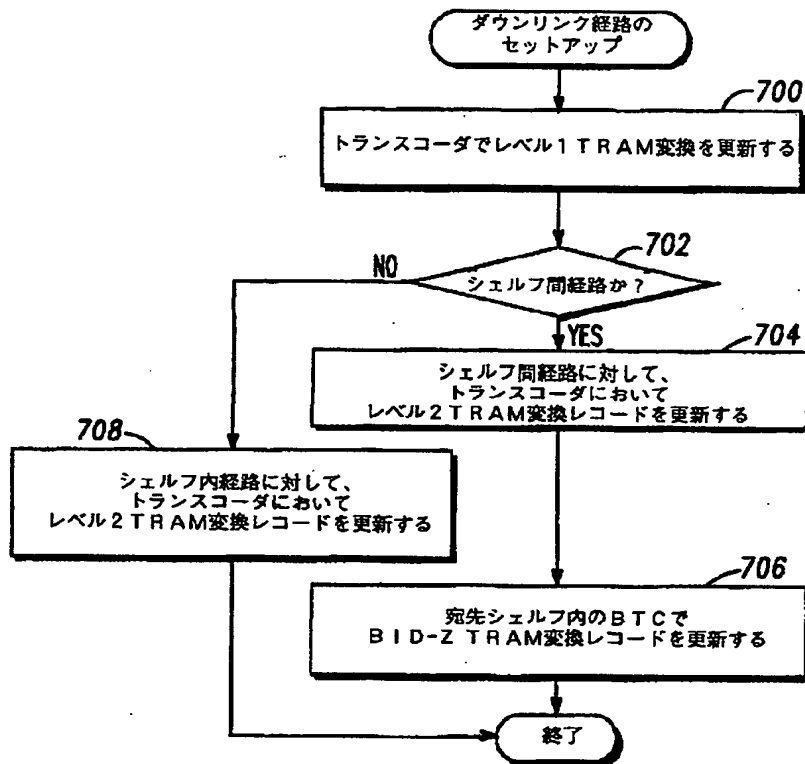 ダウンリンク経路の
セットアップ
700
トランスコーダでレベル1TRAM変換を更新する
702
シェルフ間経路か?
NO
YES
704
シェルフ間経路に対して、
トランスコーダにおいて
レベル2TRAM変換レコードを更新する
708
シェルフ内経路に対して、
トランスコーダにおいて
レベル2TRAM変換レコードを更新する
706
宛先シェルフ内のBTCで
BID-Z TRAM変換レコードを更新する
終了